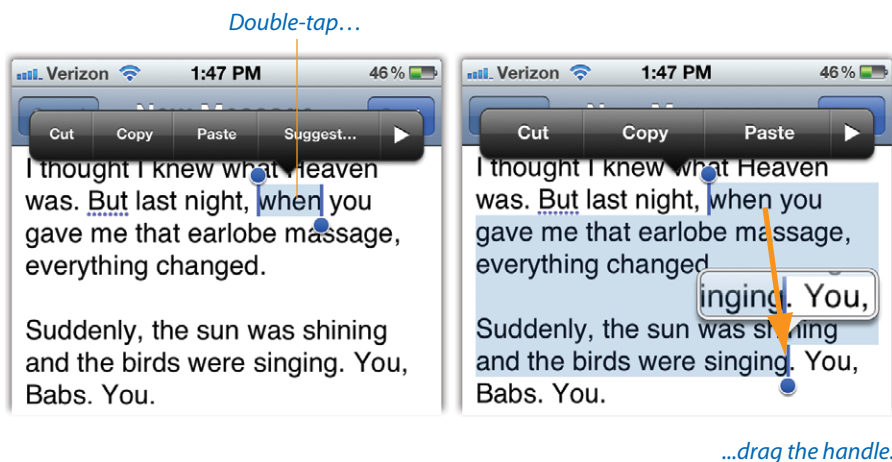 Double-tap…
Verizon 1:47 PM 46%
Cut Copy Paste Suggest...
I thought I knew what Heaven
was. But last night, when you
gave me that earlobe massage,
everything changed.
Suddenly, the sun was shining
and the birds were singing. You,
Babs. You.
Verizon 1:47 PM 46%
Cut Copy Paste
I thought I knew what Heaven
was. But last night, when you
gave me that earlobe massage,
everything changed
inging. You,
Suddenly, the sun was shining
and the birds were singing. You,
Babs. You.
...drag the handle.